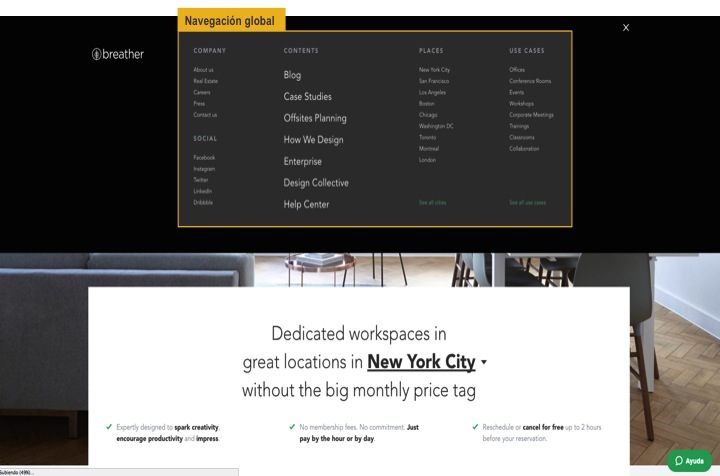 Navegación global
X
breather
COMPANY
About us
Real Estate
Careers
Press
Contact us
SOCIAL
Facebook
Instagram
Twitter
LinkedIn
Dribbble
CONTENTS
Blog
Case Studies
Offsites Planning
How We Design
Enterprise
Design Collective
Help Center
PLACES
New York City
San Francisco
Los Angeles
Boston
Chicago
Washington DC
Toronto
Montreal
London
See all cities
USE CASES
Offices
Conference Rooms
Events
Workshops
Corporate Meetings
Trainings
Classrooms
Collaboration
See all use cases
Dedicated workspaces in
great locations in New York City
without the big monthly price tag
Expertly designed to spark creativity,
encourage productivity and impress.
No membership fees. No commitment. Just
pay by the hour or by day.
Reschedule or cancel for free up to 2 hours
before your reservation.
Ayuda
Subiendo (49%)...